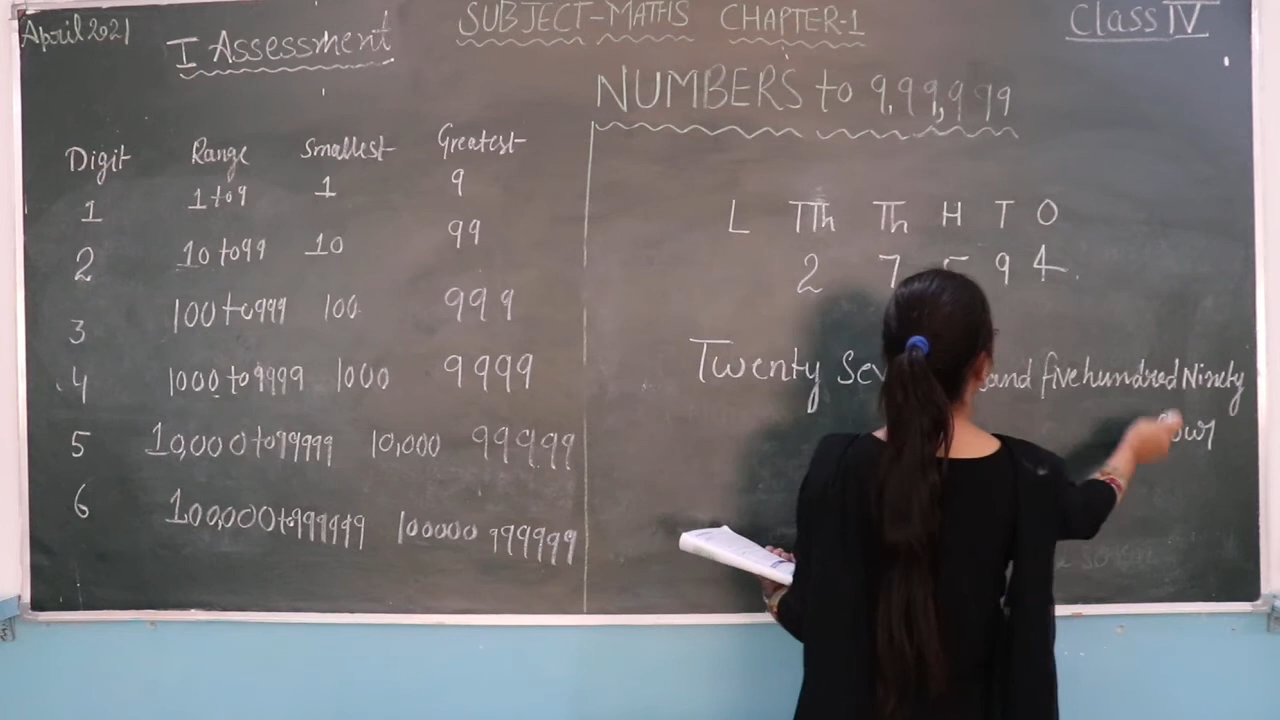 April 2021
I Assessment
SUBJECT-MATHS CHAPTER-1
Class IV
NUMBERS to 9,99,999
Digit Range Smallest Greatest
1 1 to 9 1 9
2 10 to 99 10 99
3 100 to 999 100 999
4 1000 to 9999 1000 9999
5 10,000 to 99999 10,000 99999
6 100,000 to 999999 100000 999999
L TTh Th H T O
2 7 9 4
Twenty five hundred Ninety